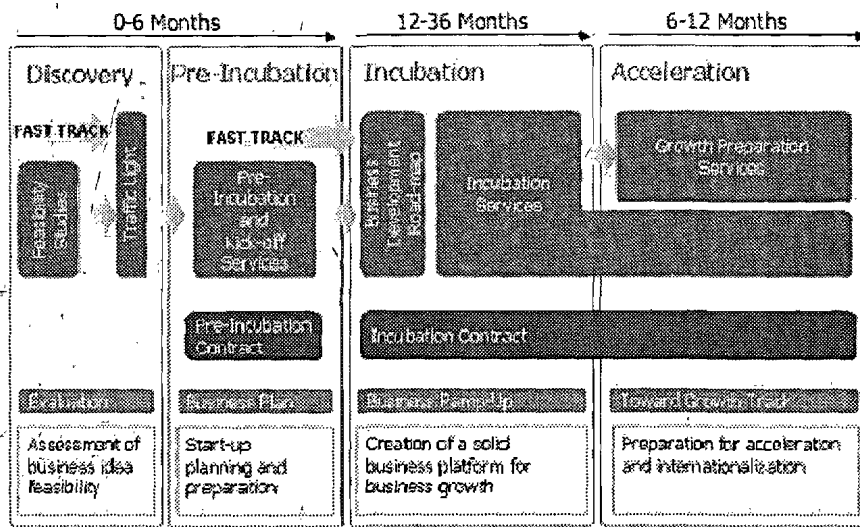 0-6 Months
12-36 Months
6-12 Months
Discovery
Pre-Incubation
Incubation
Acceleration
FAST TRACK
Feasibility
Studies
Traffic Light
FAST TRACK
Pre-
Incubation
and
Kick-off
Services
Business
Development
Road-map
Incubation
Services
Growth Preparation
Services
Pre-Incubation
Contract
Incubation Contract
Evaluation
Business Plan
Business Ramp-Up
Toward Growth Track
Assessment of
business idea
feasibility
Start-up
planning and
preparation
Creation of a solid
business platform for
business growth
Preparation for acceleration
and internationalization